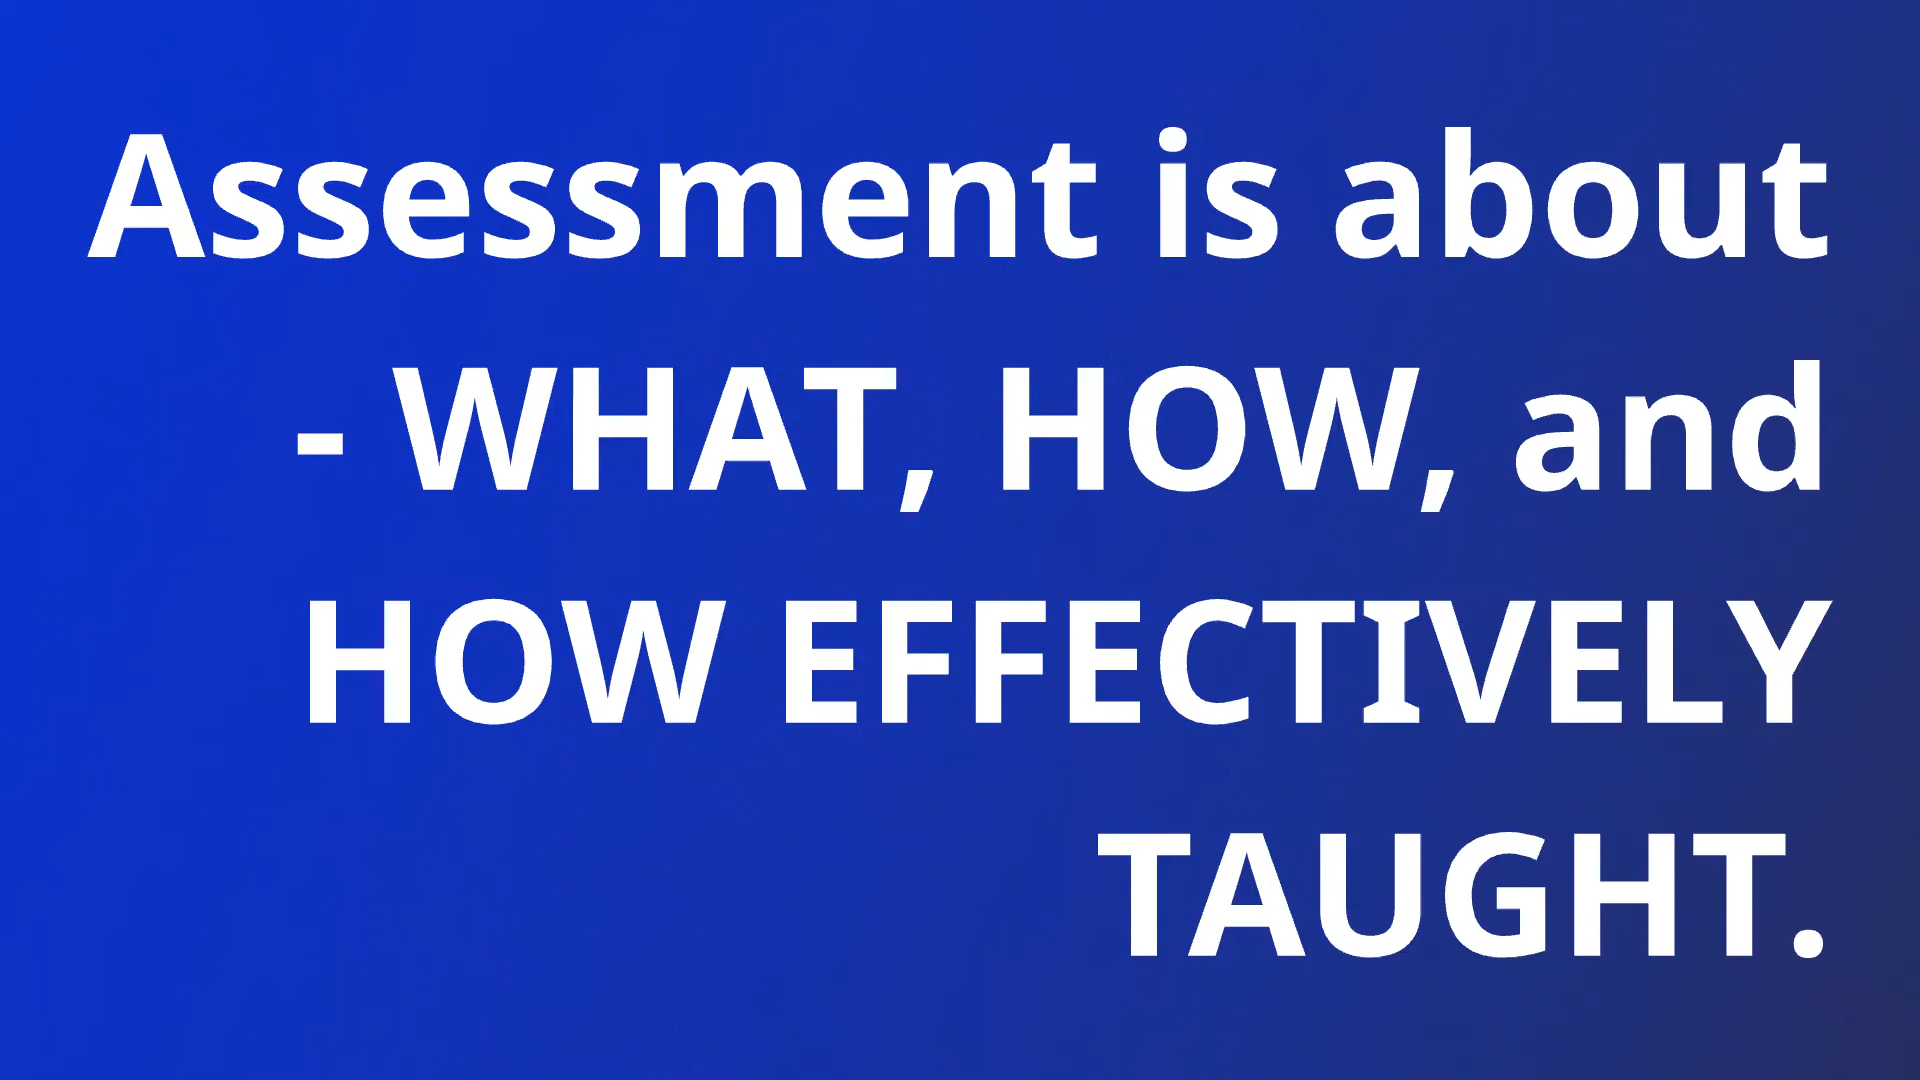 Assessment is about
- WHAT, HOW, and
HOW EFFECTIVELY
TAUGHT.